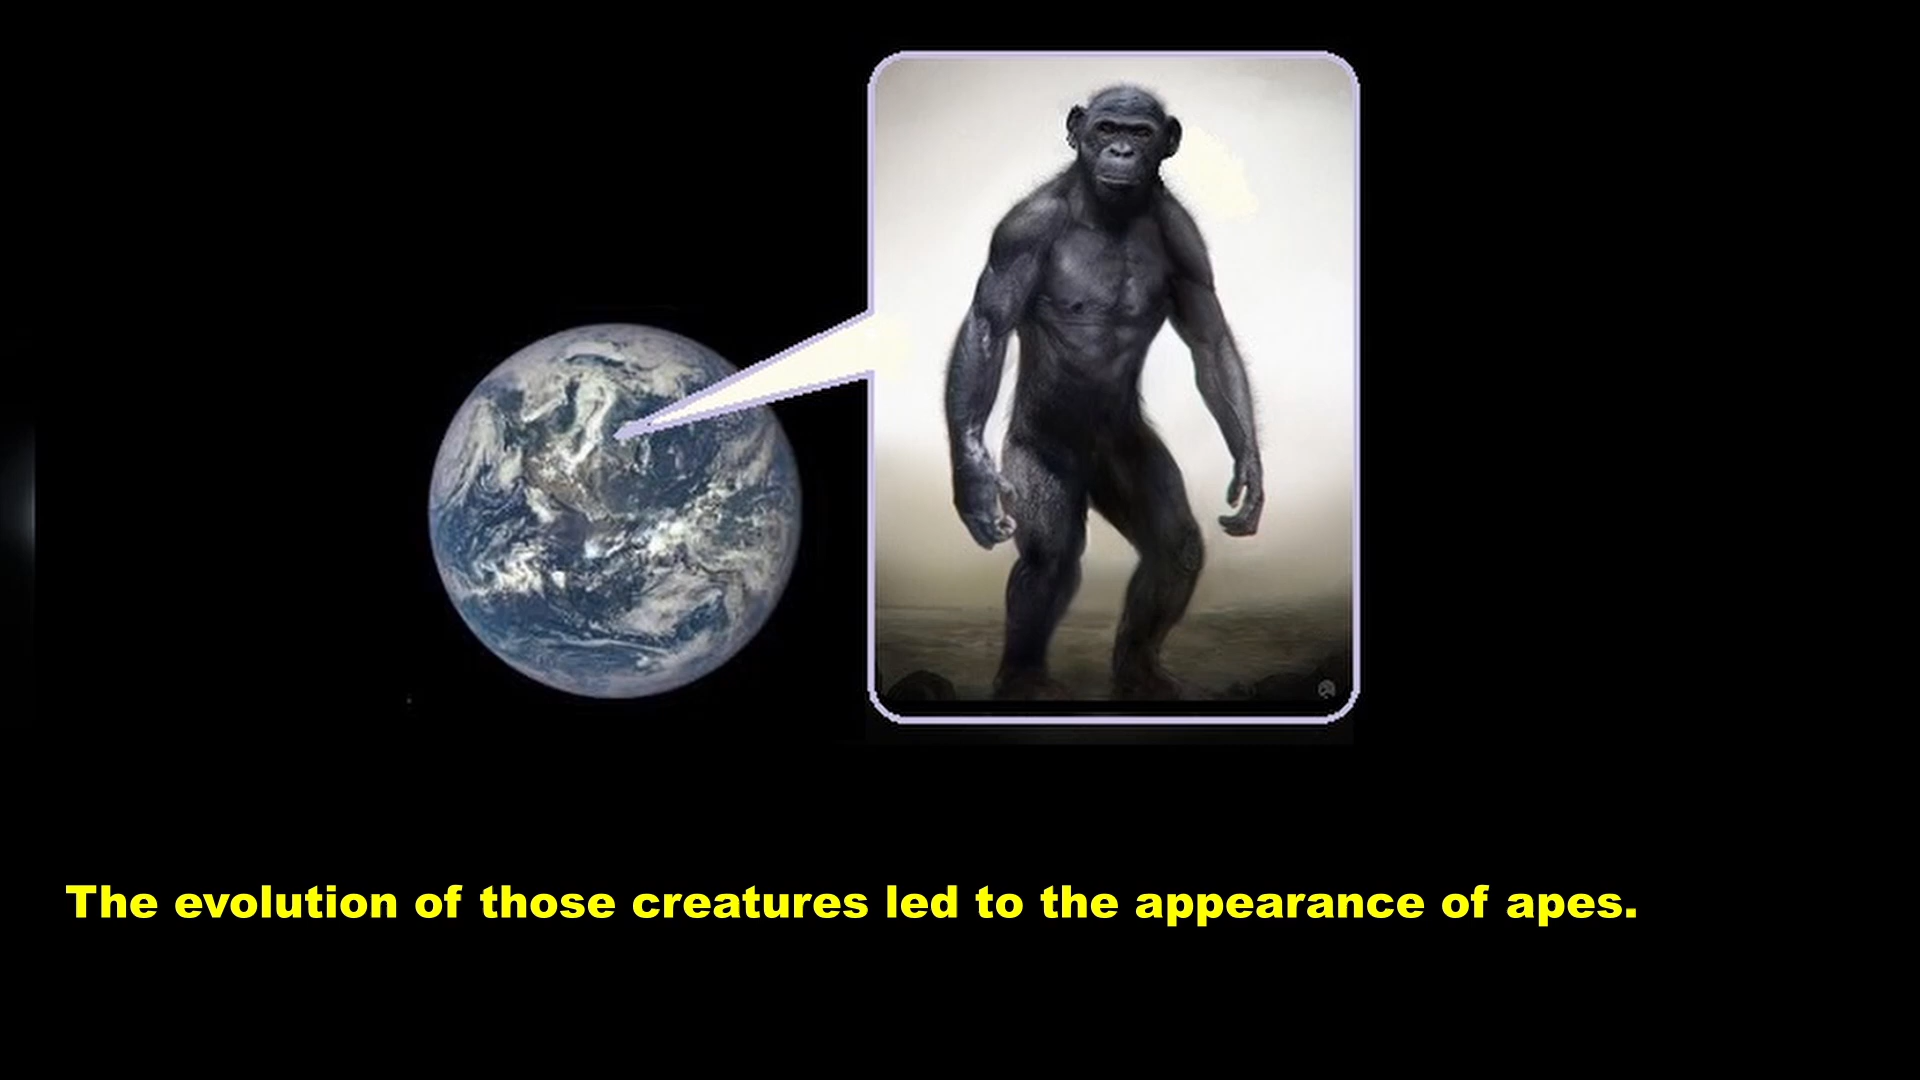 The evolution of those creatures led to the appearance of apes.